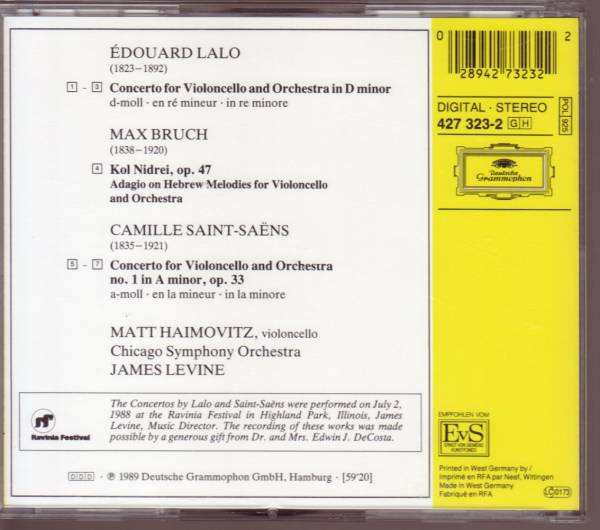 ÉDOUARD LALO
(1823–1892)
1 - 3 Concerto for Violoncello and Orchestra in D minor
d-moll · en ré mineur · in re minore
MAX BRUCH
(1838–1920)
4 Kol Nidrei, op. 47
Adagio on Hebrew Melodies for Violoncello
and Orchestra
CAMILLE SAINT-SAËNS
(1835–1921)
5 - 7 Concerto for Violoncello and Orchestra
no. 1 in A minor, op. 33
a-moll · en la mineur · in la minore
MATT HAIMOVITZ, violoncello
Chicago Symphony Orchestra
JAMES LEVINE
Ravinia Festival
The Concertos by Lalo and Saint-Saëns were performed on July 2,
1988 at the Ravinia Festival in Highland Park, Illinois, James
Levine, Music Director. The recording of these works was made
possible by a generous gift from Dr. and Mrs. Edwin J. DeCosta.
DDD · ℗ 1989 Deutsche Grammophon GmbH, Hamburg · [59'20]
0 28942 73232 2
DIGITAL · STEREO
427 323-2 GH
POL 925
Deutsche
Grammophon
EMPFOHLEN VOM
EvS
ERNST VON SIEMENS
KUNSTFONDS
Printed in West Germany by/
Imprimé en RFA par Neef, Wittingen
Made in West Germany
Fabriqué en RFA
LC 0173